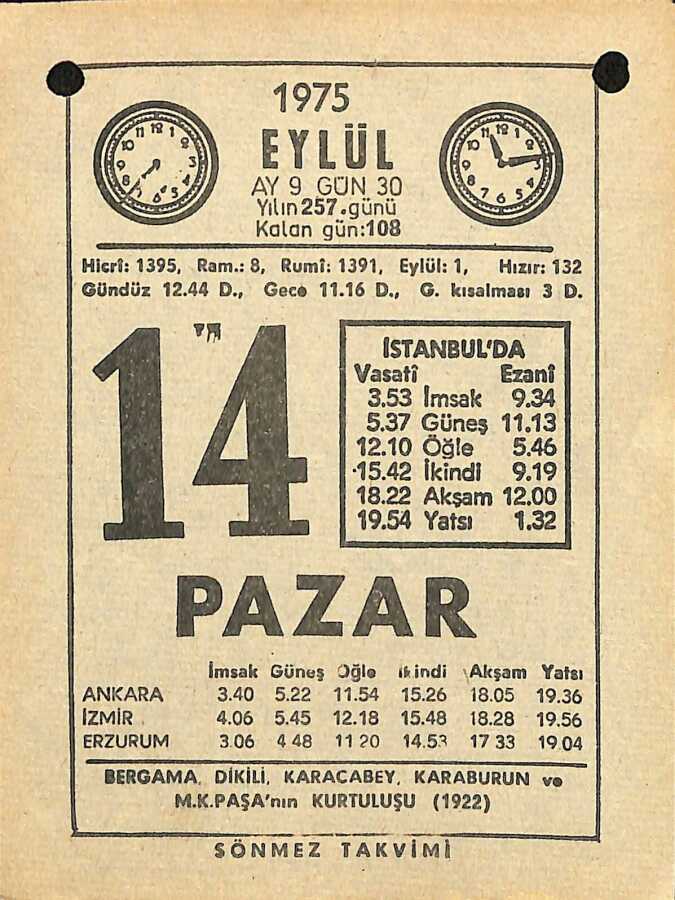 1975
EYLÜL
AY 9 GÜN 30
Yılın 257. günü
Kalan gün: 108
Hicrî: 1395, Ram.: 8, Rumî: 1391, Eylül: 1, Hızır: 132
Gündüz 12.44 D., Gece 11.16 D., G. kısalması 3 D.
14
İSTANBUL'DA
Vasatî Ezanî
3.53 İmsak 9.34
5.37 Güneş 11.13
12.10 Öğle 5.46
15.42 İkindi 9.19
18.22 Akşam 12.00
19.54 Yatsı 1.32
PAZAR
İmsak Güneş Öğle İkindi Akşam Yatsı
ANKARA 3.40 5.22 11.54 15.26 18.05 19.36
İZMİR 4.06 5.45 12.18 15.48 18.28 19.56
ERZURUM 3.06 4 48 11 20 14.53 17 33 19.04
BERGAMA, DİKİLİ, KARACABEY, KARABURUN ve
M.K.PAŞA'nın KURTULUŞU (1922)
SÖNMEZ TAKVİMİ